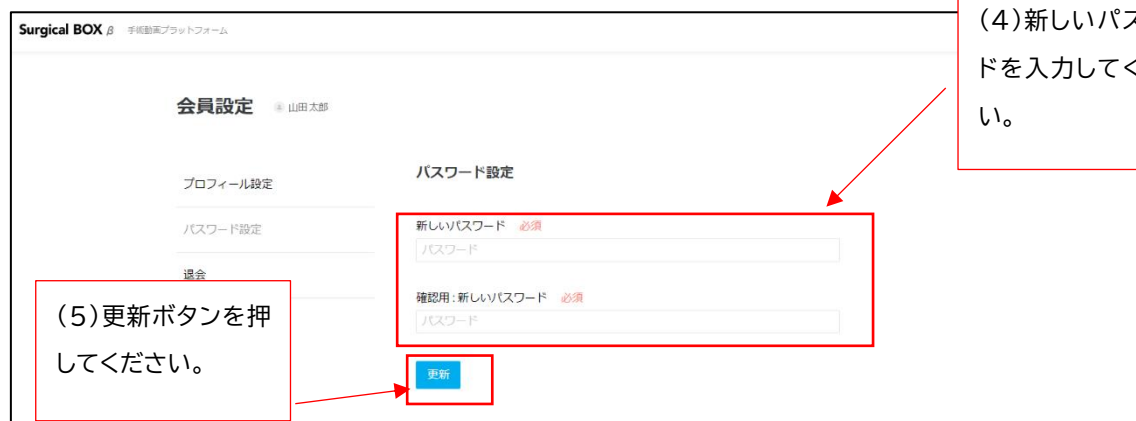 Surgical BOX β 手術動画プラットフォーム
(4)新しいパス
ドを入力してく
い。
会員設定 山田太郎
プロフィール設定
パスワード設定
退会
パスワード設定
新しいパスワード 必須
パスワード
確認用:新しいパスワード 必須
パスワード
更新
(5)更新ボタンを押
してください。